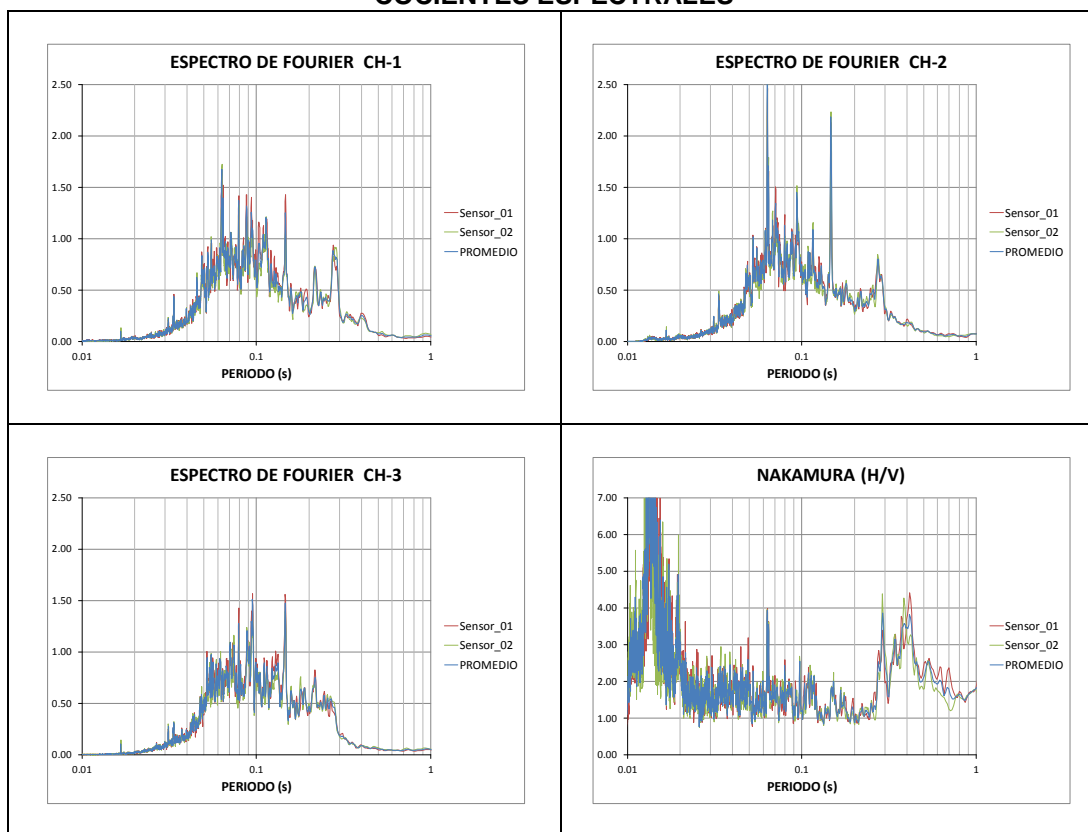 COCIENTES ESPECTRALES
ESPECTRO DE FOURIER CH-1
2.50
2.00
1.50
1.00
0.50
0.00
0.01
0.1
1
PERIODO (s)
Sensor_01
Sensor_02
PROMEDIO
ESPECTRO DE FOURIER CH-2
2.50
2.00
1.50
1.00
0.50
0.00
0.01
0.1
1
PERIODO (s)
Sensor_01
Sensor_02
PROMEDIO
ESPECTRO DE FOURIER CH-3
2.50
2.00
1.50
1.00
0.50
0.00
0.01
0.1
1
PERIODO (s)
Sensor_01
Sensor_02
PROMEDIO
NAKAMURA (H/V)
7.00
6.00
5.00
4.00
3.00
2.00
1.00
0.00
0.01
0.1
1
PERIODO (s)
Sensor_01
Sensor_02
PROMEDIO